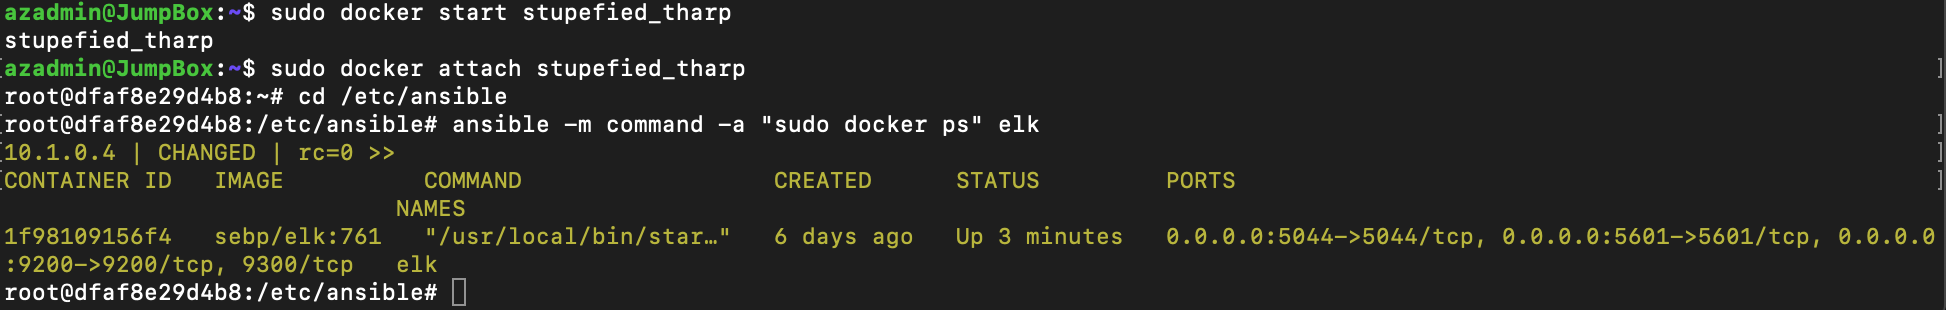 azadmin@JumpBox:~$ sudo docker start stupefied_tharp
stupefied_tharp
[azadmin@JumpBox:~$ sudo docker attach stupefied_tharp ]
root@dfaf8e29d4b8:~# cd /etc/ansible
[root@dfaf8e29d4b8:/etc/ansible# ansible -m command -a "sudo docker ps" elk ]
[10.1.0.4 | CHANGED | rc=0 >> ]
[CONTAINER ID   IMAGE          COMMAND                  CREATED      STATUS         PORTS ]
NAMES
1f98109156f4   sebp/elk:761   "/usr/local/bin/star…"   6 days ago   Up 3 minutes   0.0.0.0:5044->5044/tcp, 0.0.0.0:5601->5601/tcp, 0.0.0.0
:9200->9200/tcp, 9300/tcp   elk
root@dfaf8e29d4b8:/etc/ansible#